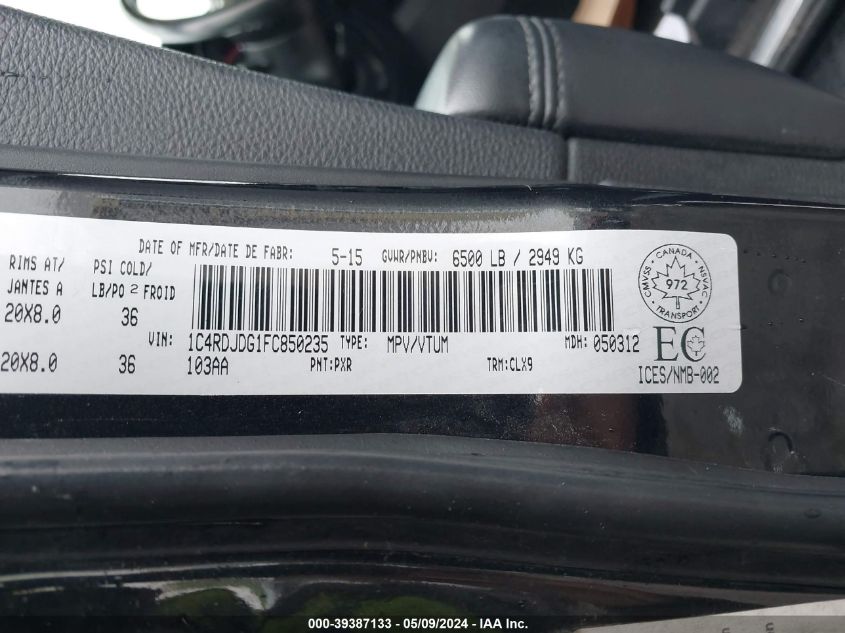 DATE OF MFR/DATE DE FABR: 5-15 GVWR/PNBV: 6500 LB / 2949 KG
RIMS AT/ PSI COLD/
JANTES A LB/PO 2 FROID
20X8.0 36
VIN: 1C4RDJDG1FC850235 TYPE: MPV/VTUM MDH: 050312
20X8.0 36 103AA PNT:PXR TRM:CLX9
CANADA
CMVSS NSVAC
972
TRANSPORT
EC
ICES/NMB-002
000-39387133 - 05/09/2024 - IAA Inc.